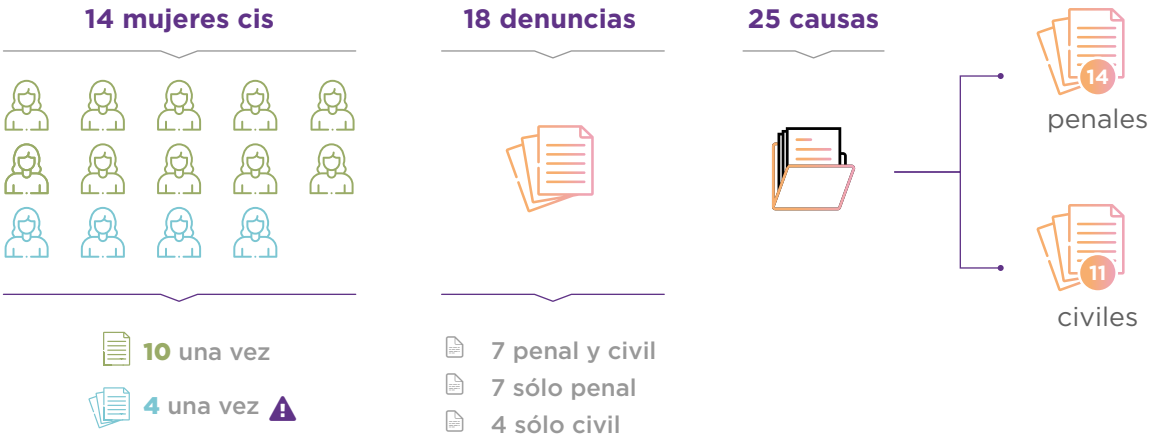 14 mujeres cis
18 denuncias
25 causas
14
penales
11
civiles
10 una vez
4 una vez
7 penal y civil
7 sólo penal
4 sólo civil